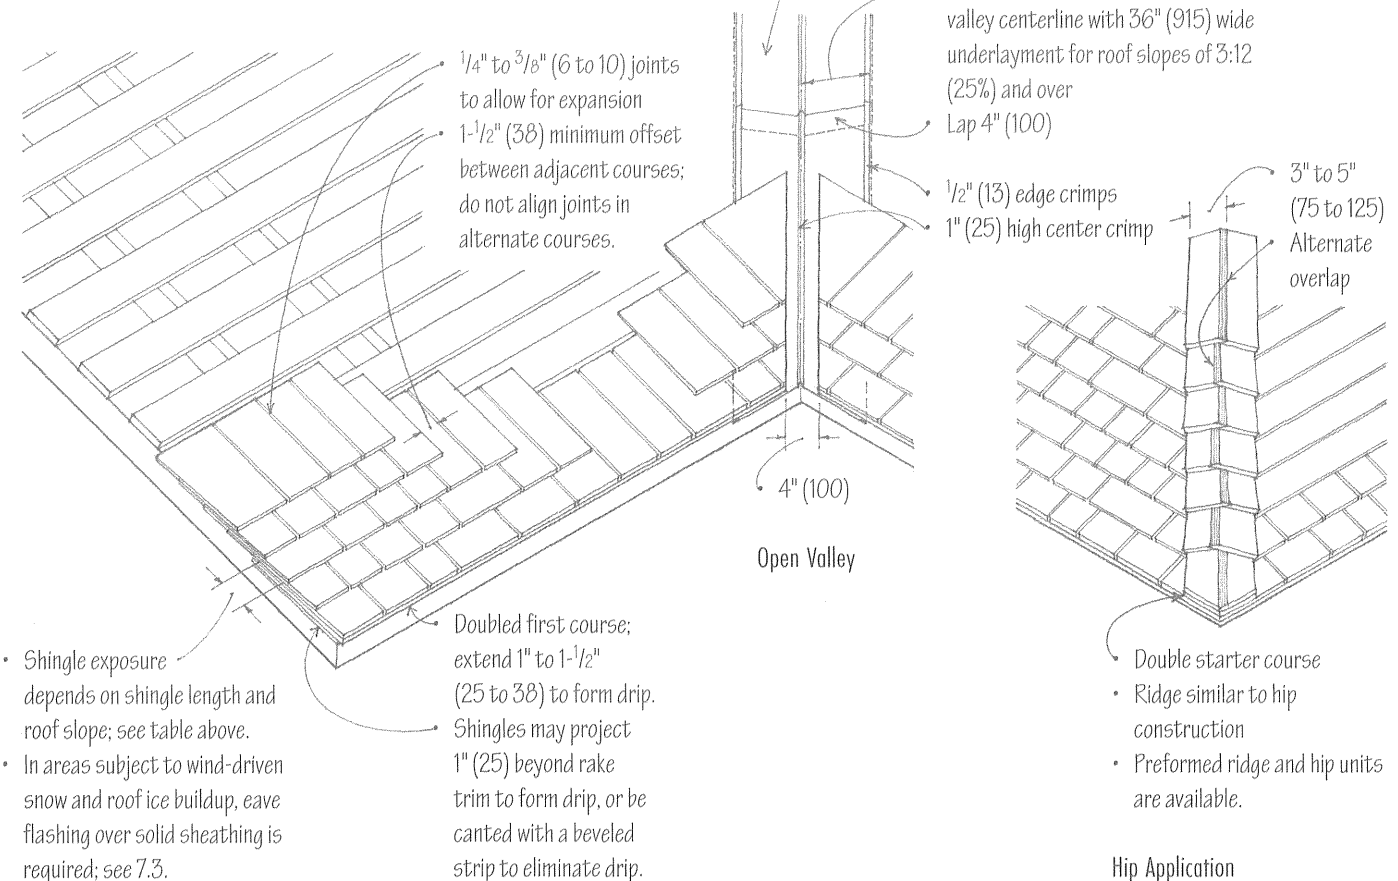 1/4" to 3/8" (6 to 10) joints
to allow for expansion
1-1/2" (38) minimum offset
between adjacent courses;
do not align joints in
alternate courses.
valley centerline with 36" (915) wide
underlayment for roof slopes of 3:12
(25%) and over
Lap 4" (100)
1/2" (13) edge crimps
1" (25) high center crimp
3" to 5"
(75 to 125)
Alternate
overlap
4" (100)
Open Valley
• Shingle exposure
depends on shingle length and
roof slope; see table above.
• In areas subject to wind-driven
snow and roof ice buildup, eave
flashing over solid sheathing is
required; see 7.3.
Doubled first course;
extend 1" to 1-1/2"
(25 to 38) to form drip.
Shingles may project
1" (25) beyond rake
trim to form drip, or be
canted with a beveled
strip to eliminate drip.
Double starter course
• Ridge similar to hip
construction
• Preformed ridge and hip units
are available.
Hip Application